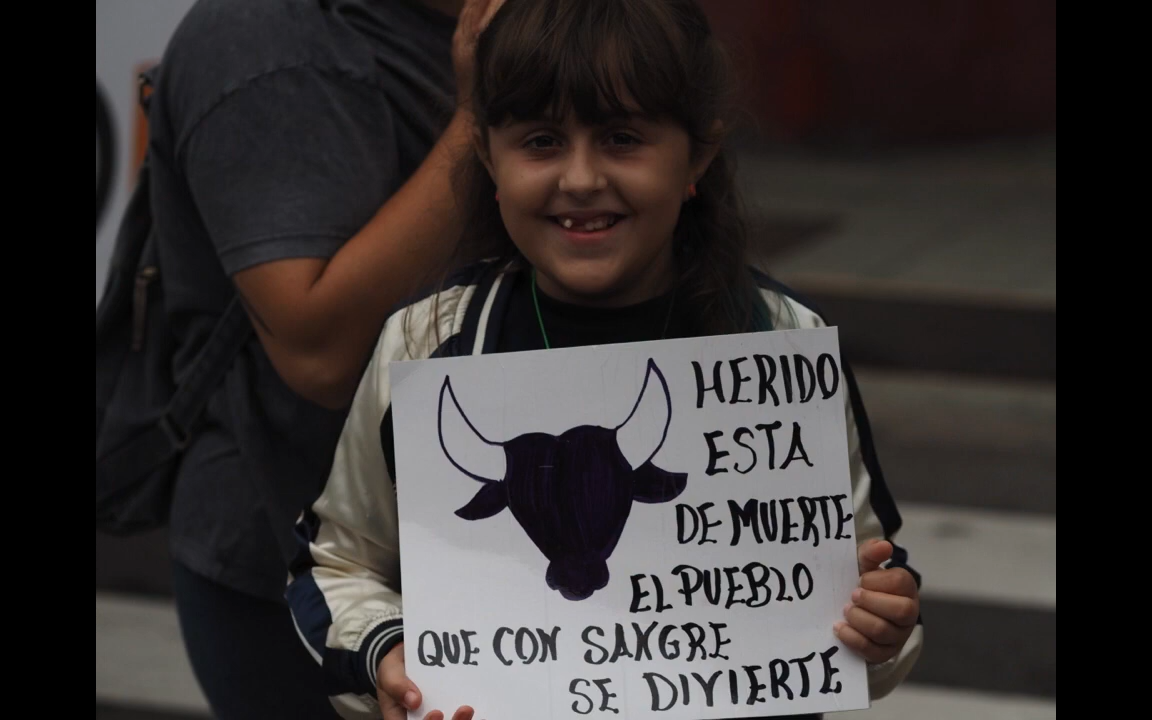 HERIDO
ESTA
DE MUERTE
EL PUEBLO
QUE CON SANGRE
SE DIVIERTE